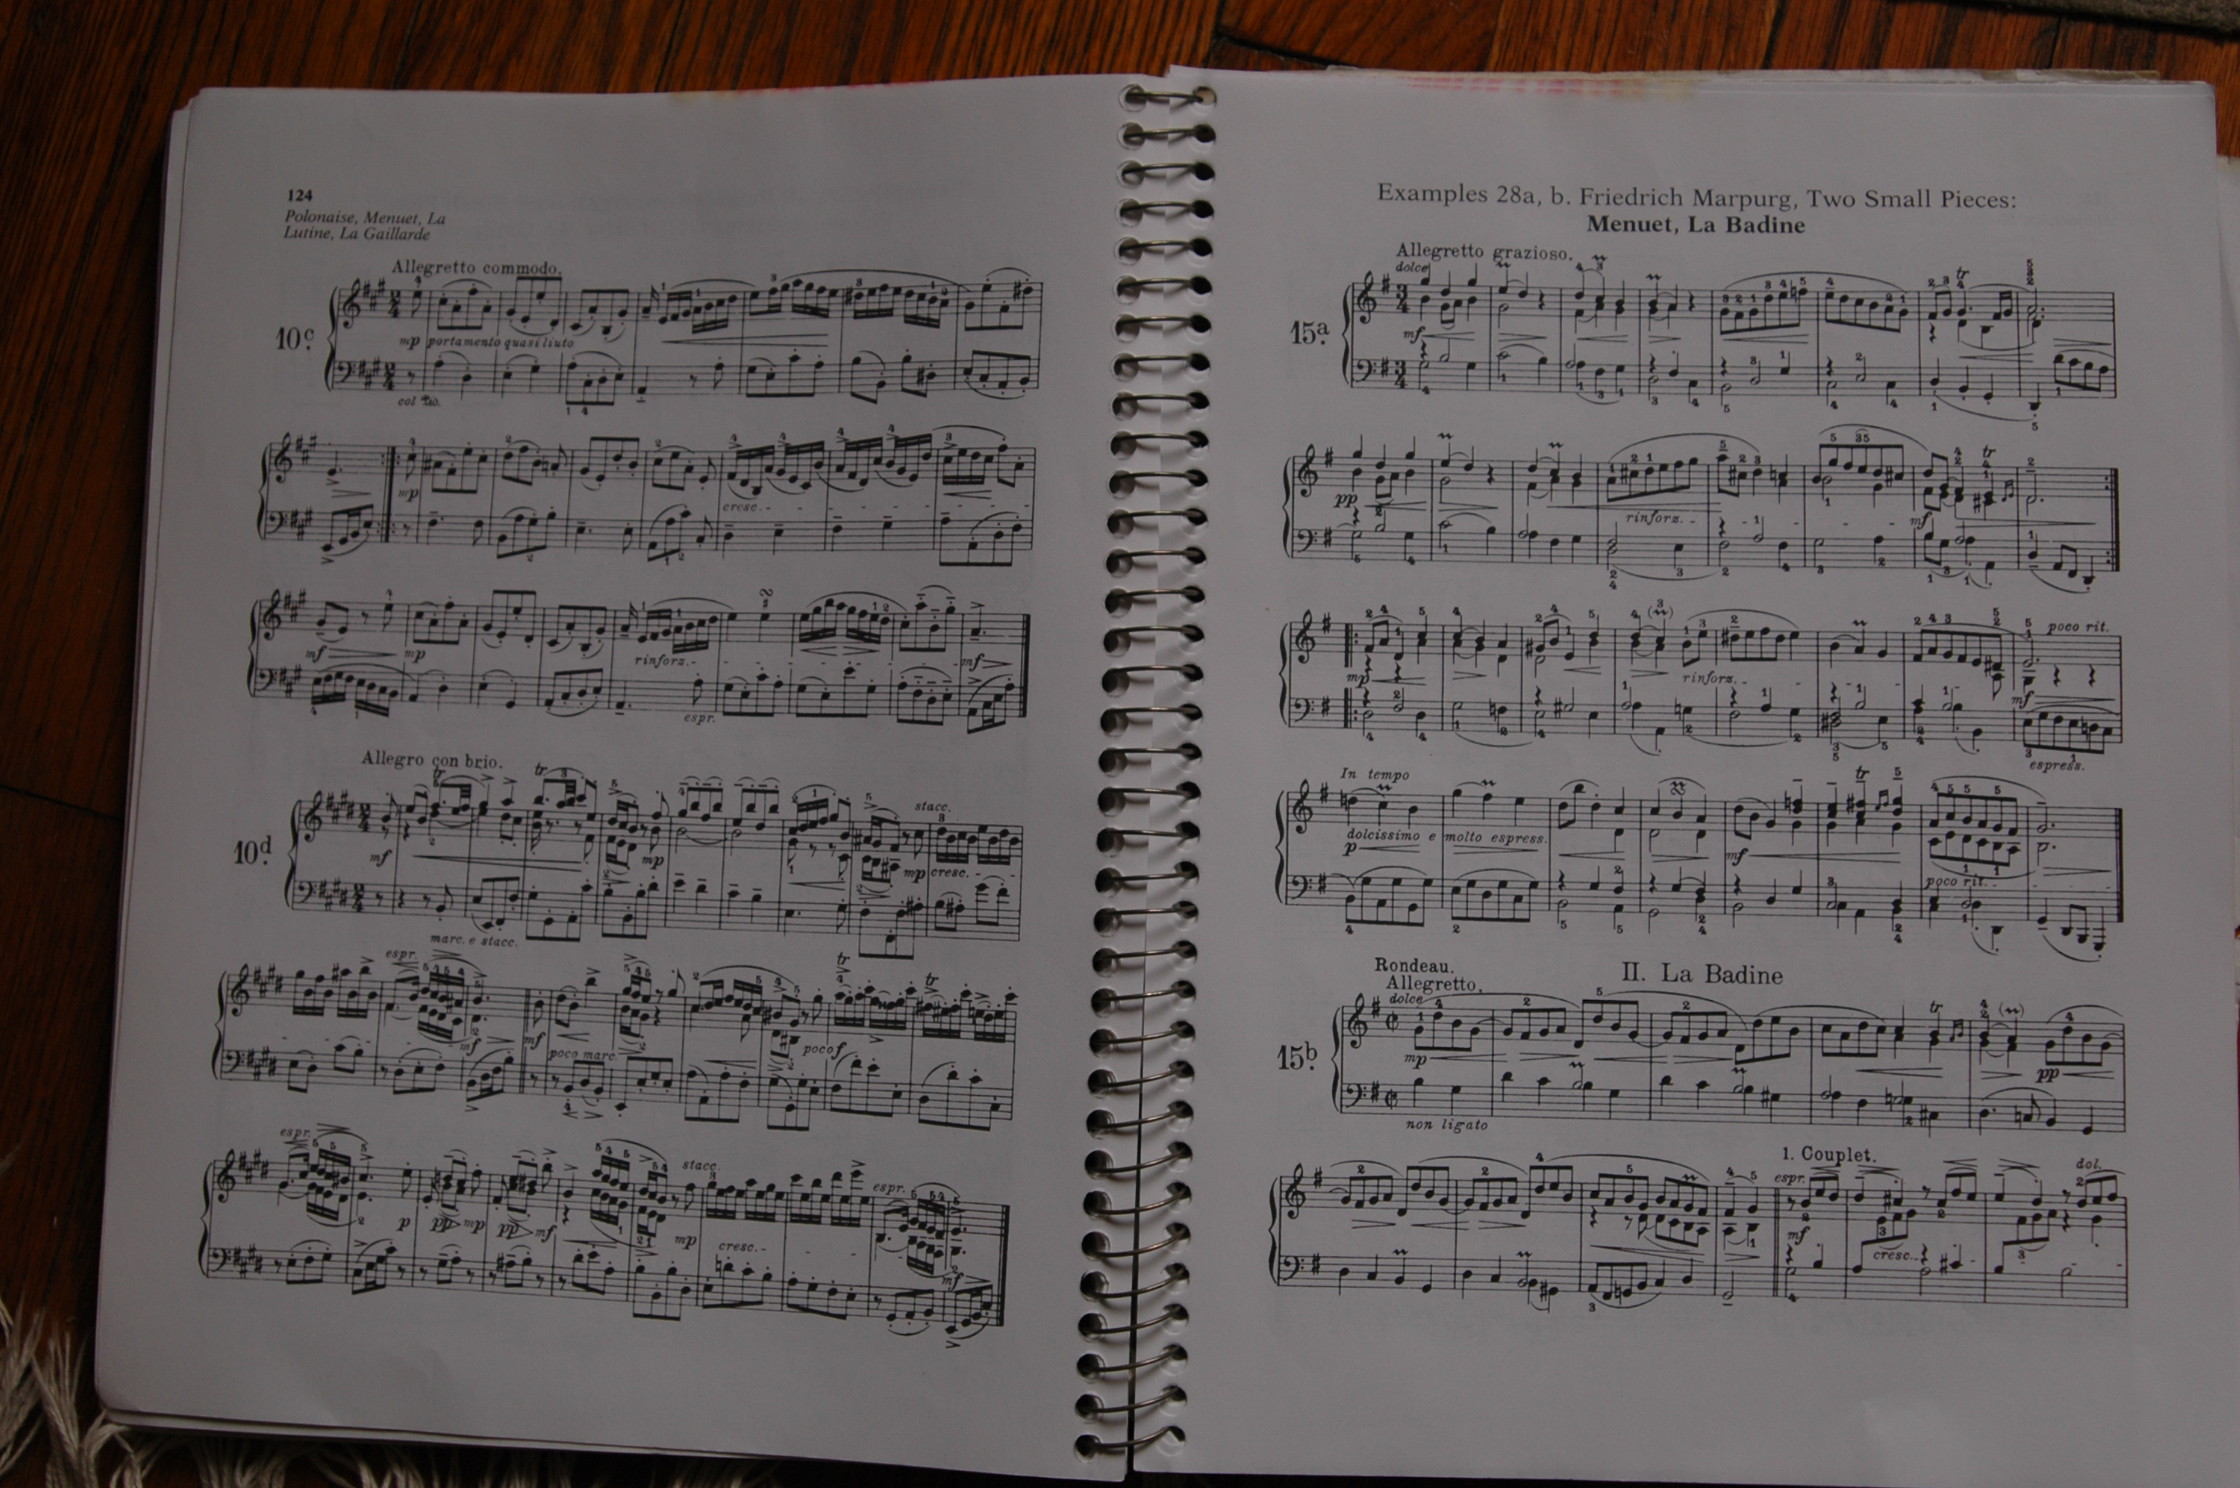 124
Polonaise, Menuet, La
Lutine, La Gaillarde
Allegretto commodo.
10c.
mp portamento quasi liuto
mp
cresc.
mf mp rinforz. mf
espr.
Allegro con brio.
10d.
stacc.
mf mp mp cresc.
marc. e stacc.
espr.
mf mf poco marc. poco f
espr. stacc. espr.
p pp mp pp mf mp cresc. mf
Examples 28a, b. Friedrich Marpurg, Two Small Pieces:
Menuet, La Badine
Allegretto grazioso.
dolce
15a.
mf
pp rinforz. mf
poco rit.
mp rinforz. mf
espress.
In tempo
dolcissimo e molto espress.
p mf poco rit.
Rondeau. II. La Badine
Allegretto.
dolce
15b.
mp pp
non ligato
1. Couplet.
espr. dol.
mf cresc.